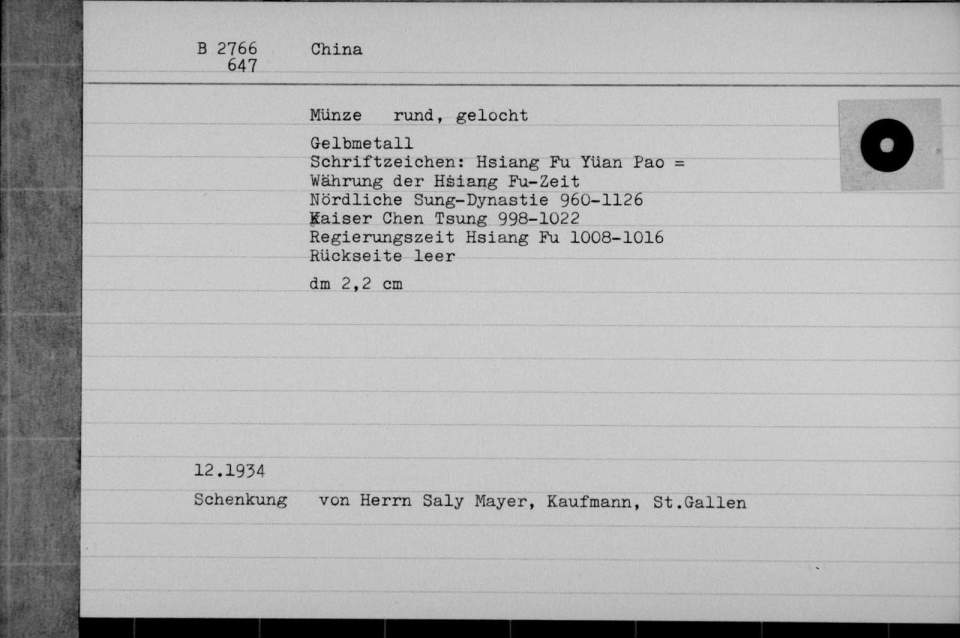 B 2766 China
647
Münze rund, gelocht
Gelbmetall
Schriftzeichen: Hsiang Fu Yüan Pao =
Währung der Hsiang Fu-Zeit
Nördliche Sung-Dynastie 960-1126
Kaiser Chen Tsung 998-1022
Regierungszeit Hsiang Fu 1008-1016
Rückseite leer
dm 2,2 cm
12.1934
Schenkung von Herrn Saly Mayer, Kaufmann, St.Gallen